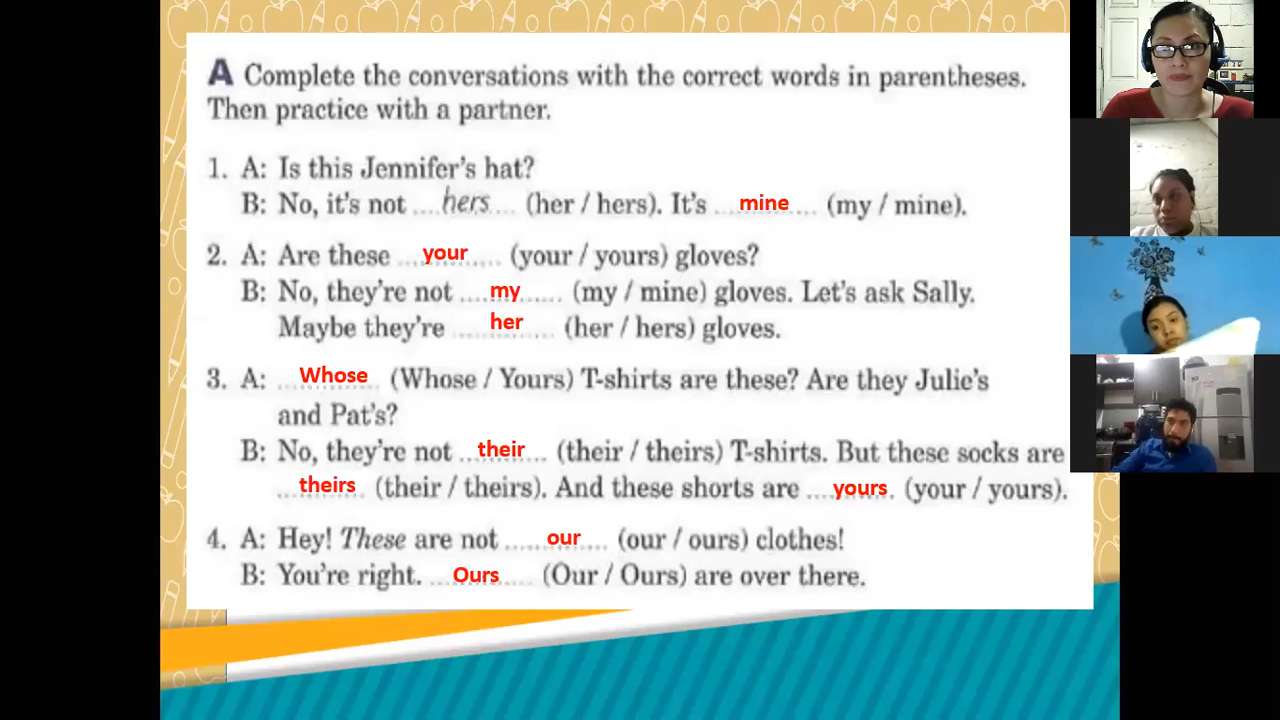 A Complete the conversations with the correct words in parentheses.
Then practice with a partner.
1. A: Is this Jennifer's hat?
B: No, it's not ....hers.... (her / hers). It's ...mine... (my / mine).
2. A: Are these ...your..... (your / yours) gloves?
B: No, they're not ....my...... (my / mine) gloves. Let's ask Sally.
Maybe they're ....her.... (her / hers) gloves.
3. A: ...Whose. (Whose / Yours) T-shirts are these? Are they Julie's
and Pat's?
B: No, they're not ...their... (their / theirs) T-shirts. But these socks are
...theirs (their / theirs). And these shorts are ....yours. (your / yours).
4. A: Hey! These are not ......our.... (our / ours) clothes!
B: You're right. ...Ours.... (Our / Ours) are over there.